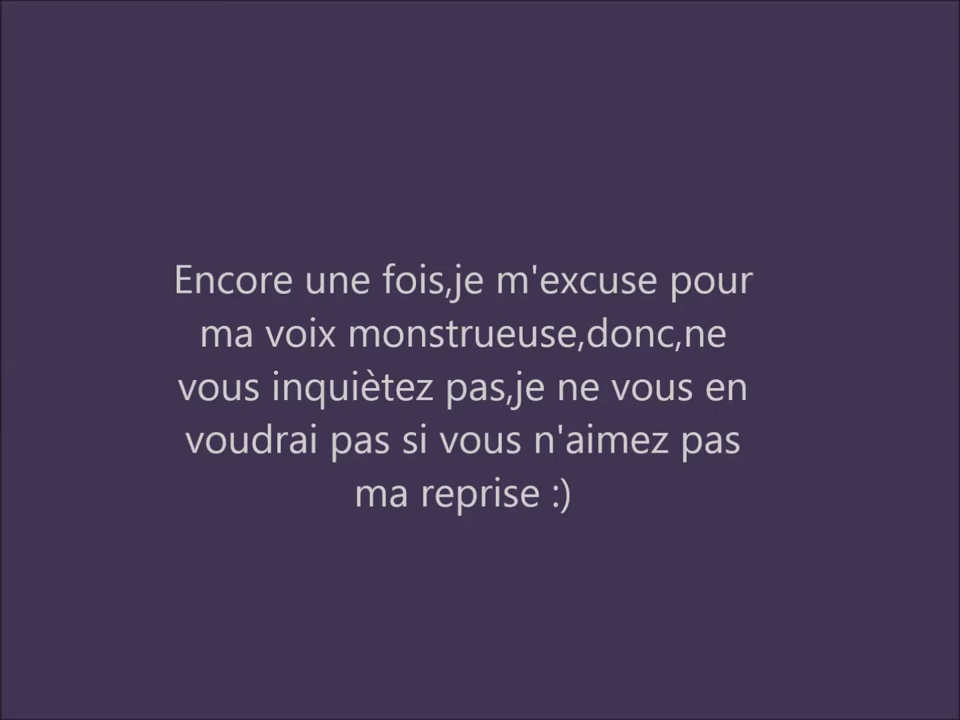 Encore une fois,je m'excuse pour
ma voix monstrueuse,donc,ne
vous inquiètez pas,je ne vous en
voudrai pas si vous n'aimez pas
ma reprise :)